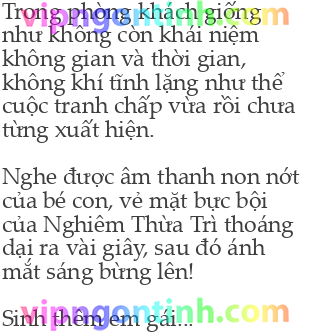 Trong phòng khách giống
như không còn khái niệm
không gian và thời gian,
không khí tĩnh lặng như thể
cuộc tranh chấp vừa rồi chưa
từng xuất hiện.
Nghe được âm thanh non nớt
của bé con, vẻ mặt bực bội
của Nghiêm Thừa Trì thoáng
dại ra vài giây, sau đó ánh
mắt sáng bừng lên!
Sinh thêm em gái...
vipngontinh.com
vipngontinh.com